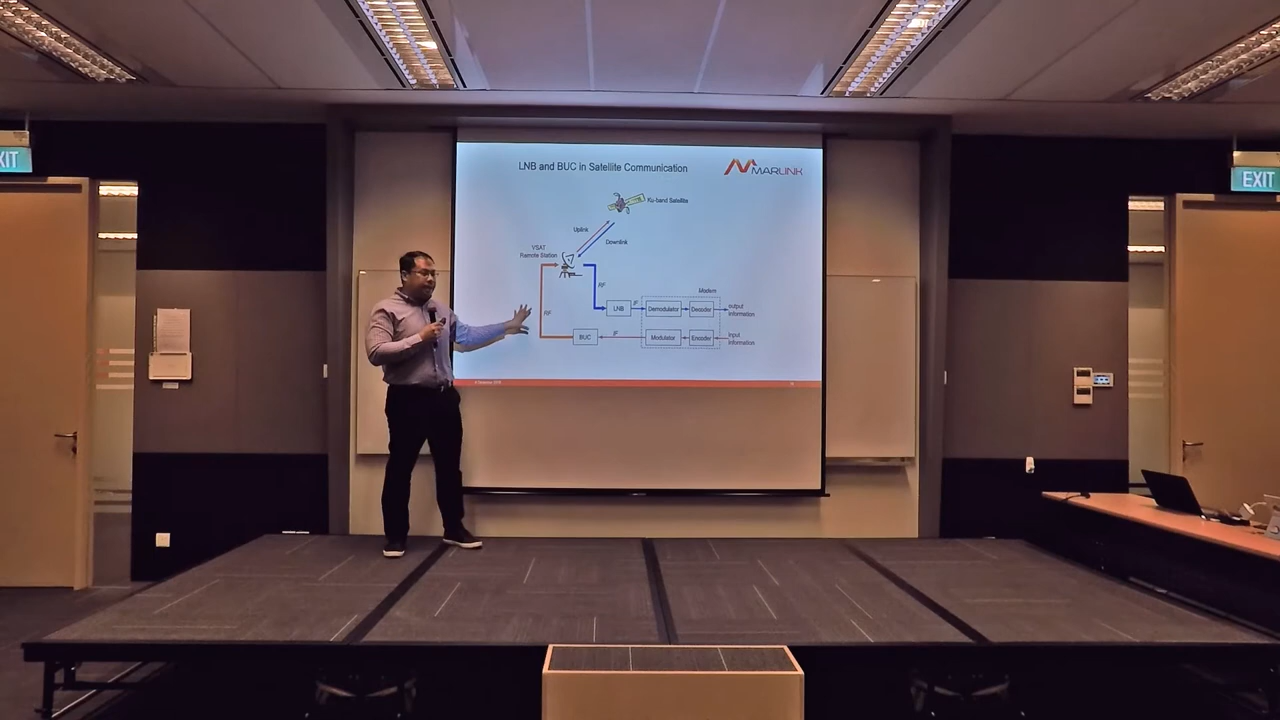 EXIT
EXIT
LNB and BUC in Satellite Communication
MARLINK
Ku-band Satellite
Uplink
Downlink
VSAT
Remote Station
RF
Modem
LNB
IF
Demodulator
Decoder
output
information
RF
BUC
IF
Modulator
Encoder
input
information